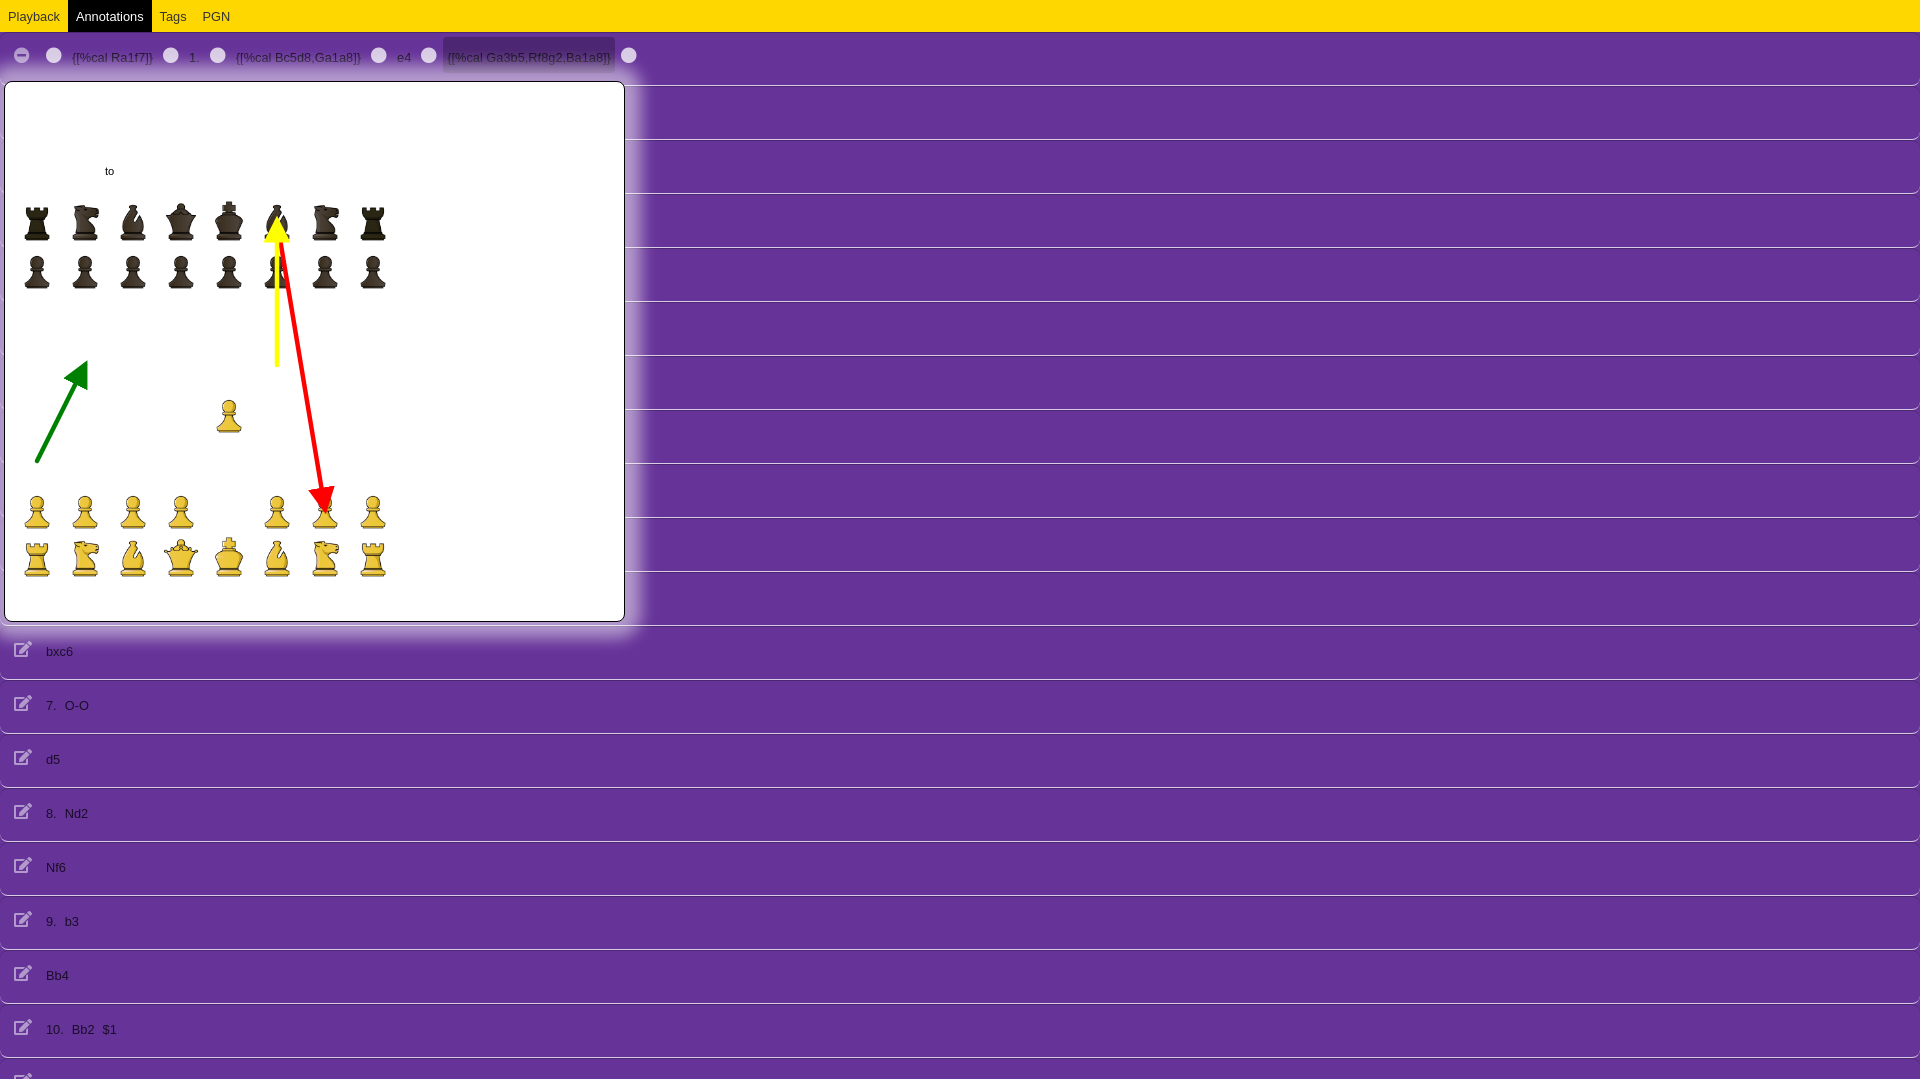 Playback Annotations Tags PGN
{[%cal Ra1f7]} 1. {[%cal Bc5d8,Ga1a8]} e4 {[%cal Ga3b5,Rf8g2,Ba1a8]}
to
bxc6
7. O-O
d5
8. Nd2
Nf6
9. b3
Bb4
10. Bb2 $1